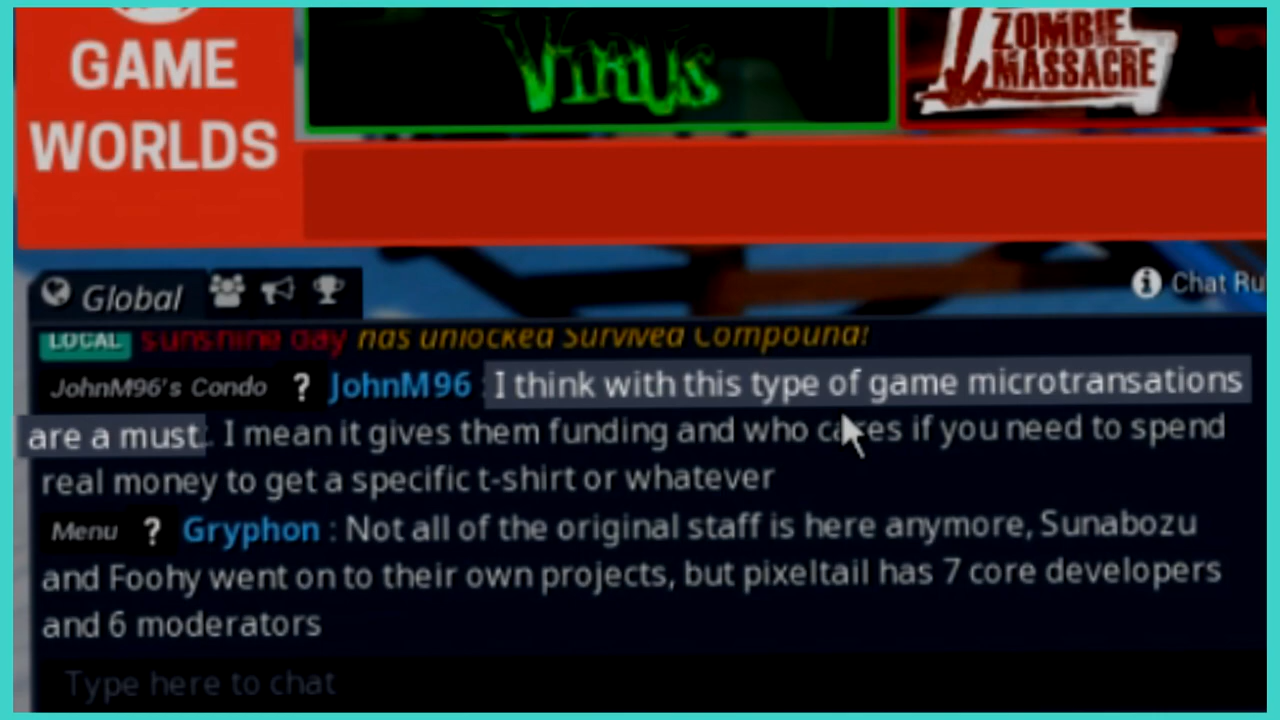 GAME
WORLDS
VIRUS
ZOMBIE
MASSACRE
Global
Chat Ru
LOCAL sunshine day has unlocked Survived Compound!
JohnM96's Condo ? JohnM96 : I think with this type of game microtransations
are a must. I mean it gives them funding and who cares if you need to spend
real money to get a specific t-shirt or whatever
Menu ? Gryphon : Not all of the original staff is here anymore, Sunabozu
and Foohy went on to their own projects, but pixeltail has 7 core developers
and 6 moderators
Type here to chat